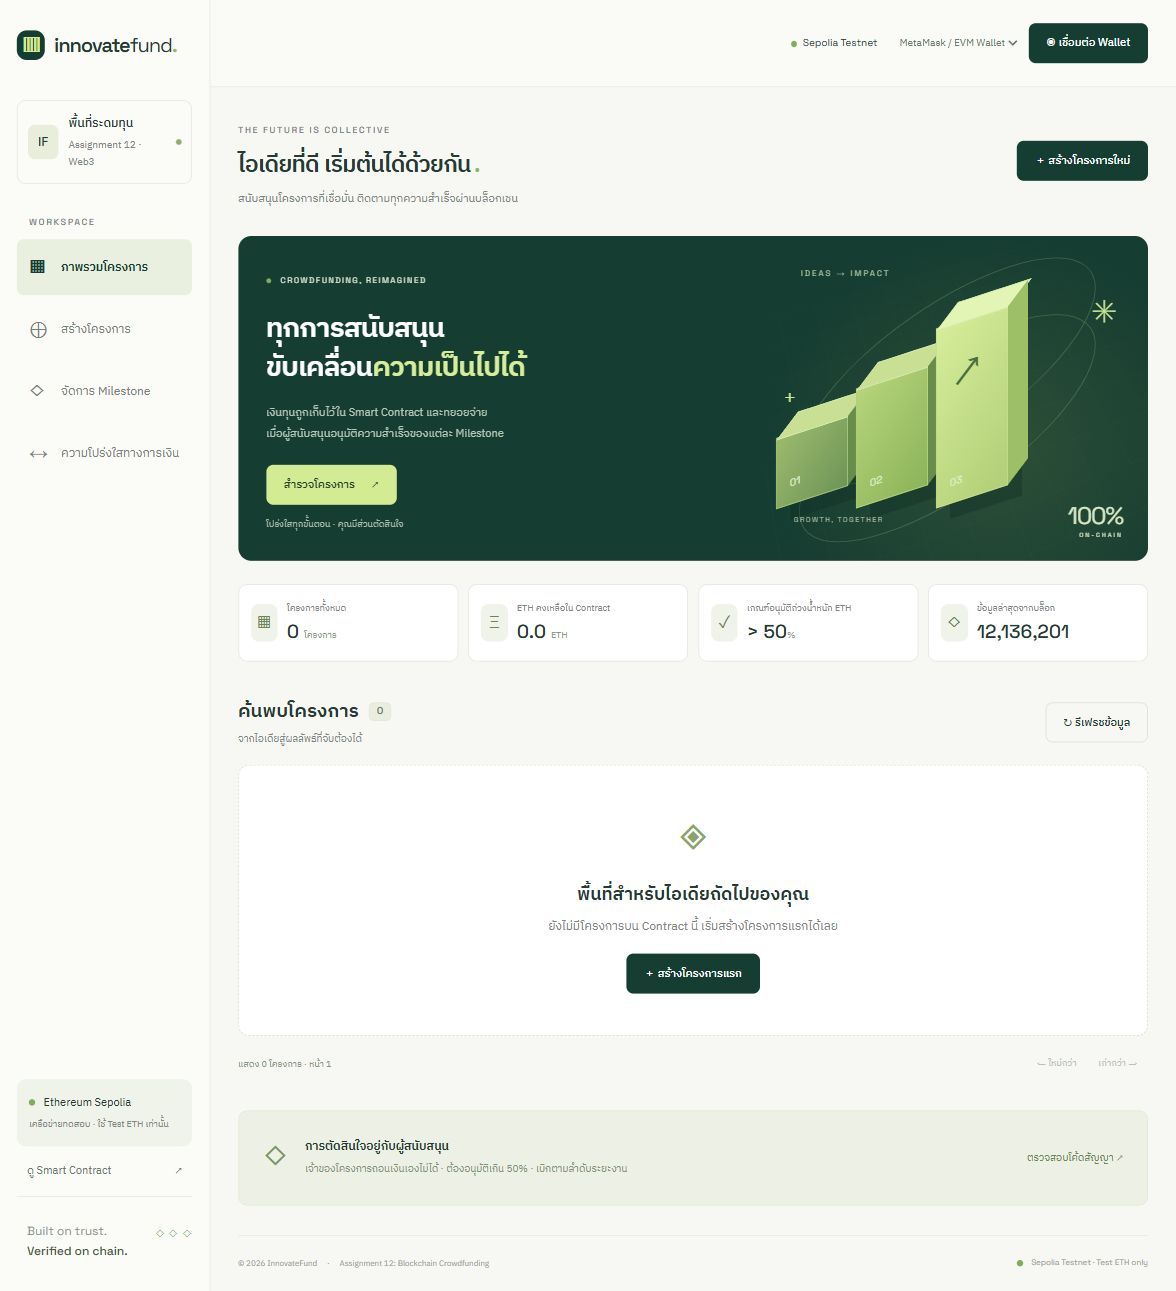 innovatefund.
Sepolia Testnet
MetaMask / EVM Wallet
เชื่อมต่อ Wallet
IF
พื้นที่ระดมทุน
Assignment 12 ·
Web3
WORKSPACE
ภาพรวมโครงการ
สร้างโครงการ
จัดการ Milestone
ความโปร่งใสทางการเงิน
THE FUTURE IS COLLECTIVE
ไอเดียที่ดี เริ่มต้นได้ด้วยกัน.
สนับสนุนโครงการที่เชื่อมั่น ติดตามทุกความสำเร็จผ่านบล็อกเชน
+ สร้างโครงการใหม่
CROWDFUNDING, REIMAGINED
ทุกการสนับสนุน
ขับเคลื่อนความเป็นไปได้
เงินทุนถูกเก็บไว้ใน Smart Contract และทยอยจ่าย
เมื่อผู้สนับสนุนอนุมัติความสำเร็จของแต่ละ Milestone
สำรวจโครงการ ↗
โปร่งใสทุกขั้นตอน · คุณมีส่วนตัดสินใจ
IDEAS → IMPACT
01
02
03
GROWTH, TOGETHER
100%
ON-CHAIN
โครงการทั้งหมด
0 โครงการ
ETH คงเหลือใน Contract
0.0 ETH
เกณฑ์อนุมัติถ่วงน้ำหนัก ETH
> 50%
ข้อมูลล่าสุดจากบล็อก
12,136,201
ค้นพบโครงการ 0
จากไอเดียสู่ผลลัพธ์ที่จับต้องได้
↻ รีเฟรชข้อมูล
พื้นที่สำหรับไอเดียถัดไปของคุณ
ยังไม่มีโครงการบน Contract นี้ เริ่มสร้างโครงการแรกได้เลย
+ สร้างโครงการแรก
แสดง 0 โครงการ · หน้า 1
← ใหม่กว่า
เก่ากว่า →
Ethereum Sepolia
เครือข่ายทดสอบ · ใช้ Test ETH เท่านั้น
ดู Smart Contract ↗
Built on trust.
Verified on chain.
การตัดสินใจอยู่กับผู้สนับสนุน
เจ้าของโครงการถอนเงินเองไม่ได้ · ต้องอนุมัติเกิน 50% · เบิกตามลำดับระยะงาน
ตรวจสอบโค้ดสัญญา ↗
© 2026 InnovateFund · Assignment 12: Blockchain Crowdfunding
Sepolia Testnet · Test ETH only